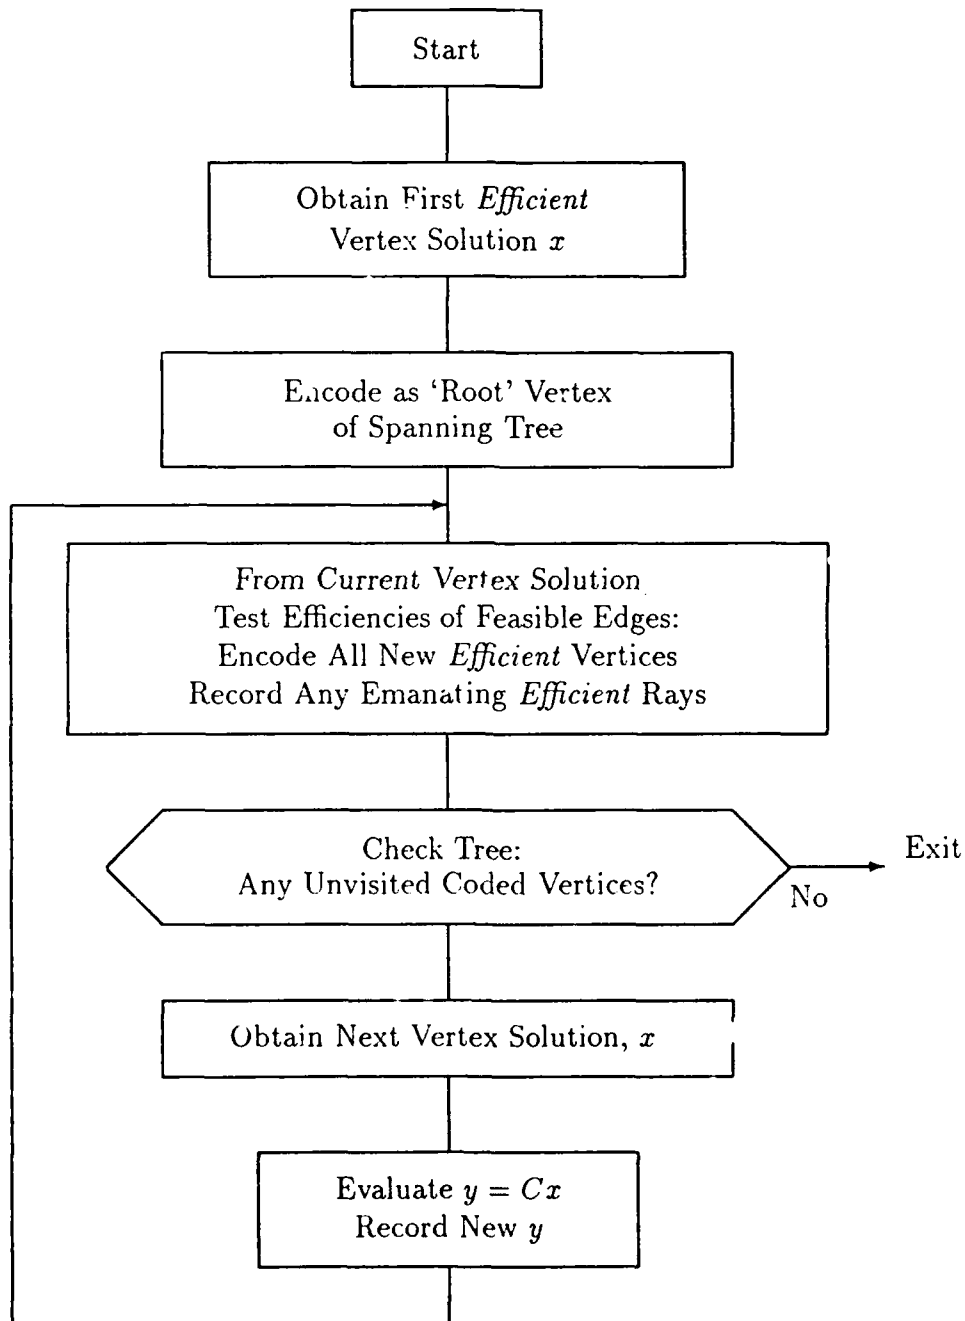 Start
Obtain First Efficient
Vertex Solution x
Encode as ‘Root’ Vertex
of Spanning Tree
From Current Vertex Solution
Test Efficiencies of Feasible Edges:
Encode All New Efficient Vertices
Record Any Emanating Efficient Rays
Check Tree:
Any Unvisited Coded Vertices?
Exit
No
Obtain Next Vertex Solution, x
Evaluate y = Cx
Record New y